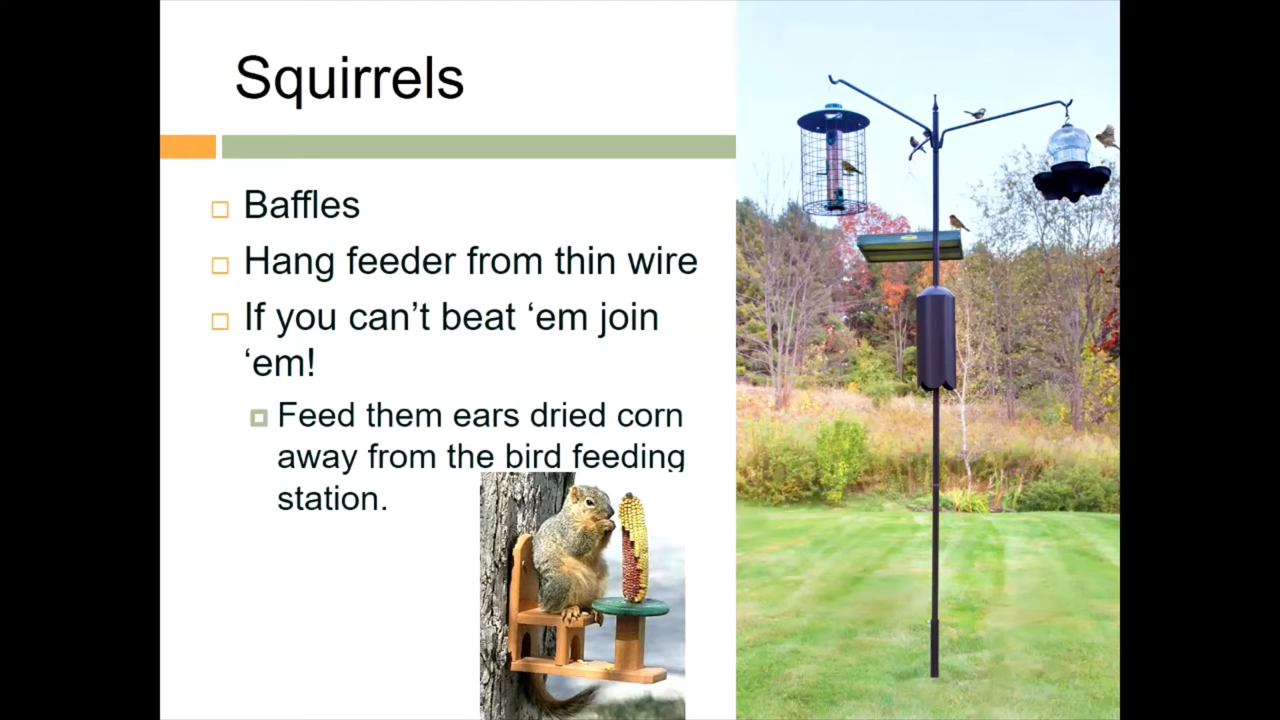 Squirrels
Baffles
Hang feeder from thin wire
If you can’t beat ‘em join
‘em!
Feed them ears dried corn
away from the bird feeding
station.